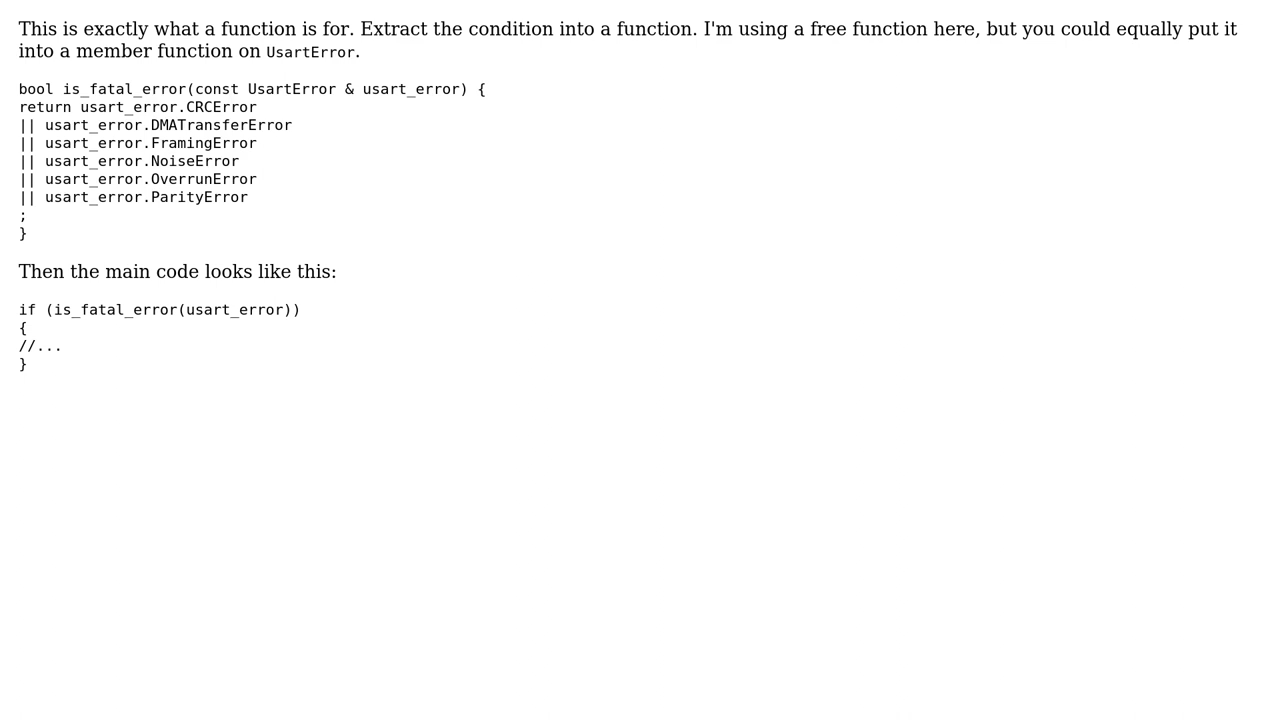 This is exactly what a function is for. Extract the condition into a function. I'm using a free function here, but you could equally put it
into a member function on UsartError.
bool is_fatal_error(const UsartError & usart_error) {
return usart_error.CRCError
|| usart_error.DMATransferError
|| usart_error.FramingError
|| usart_error.NoiseError
|| usart_error.OverrunError
|| usart_error.ParityError
;
}
Then the main code looks like this:
if (is_fatal_error(usart_error))
{
//...
}